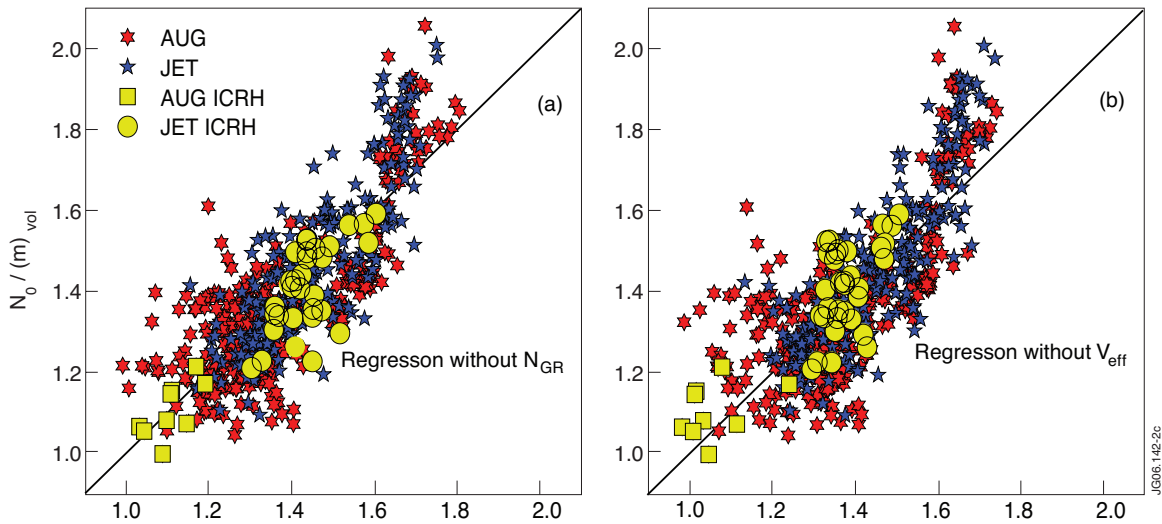 2.0
1.8
1.6
1.4
1.2
1.0
N0 / (m) vol
AUG
JET
AUG ICRH
JET ICRH
(a)
Regresson without NGR
1.0 1.2 1.4 1.6 1.8 2.0
2.0
1.8
1.6
1.4
1.2
1.0
(b)
Regresson without Veff
1.0 1.2 1.4 1.6 1.8 2.0
JG06.142-2c